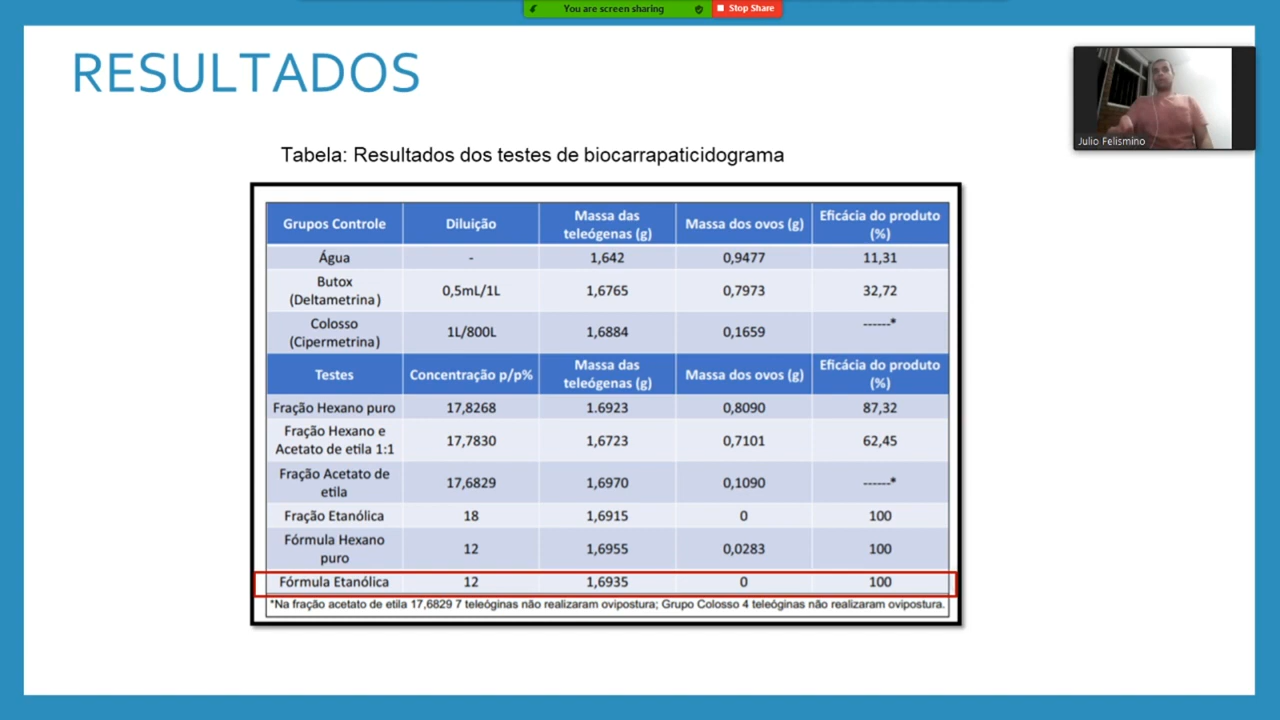 You are screen sharing
Stop Share
RESULTADOS
Julio Felismino
Tabela: Resultados dos testes de biocarrapaticidograma
Grupos Controle Diluição Massa das teleógenas (g) Massa dos ovos (g) Eficácia do produto (%)
Água - 1,642 0,9477 11,31
Butox (Deltametrina) 0,5mL/1L 1,6765 0,7973 32,72
Colosso (Cipermetrina) 1L/800L 1,6884 0,1659 ------*
Testes Concentração p/p% Massa das teleógenas (g) Massa dos ovos (g) Eficácia do produto (%)
Fração Hexano puro 17,8268 1.6923 0,8090 87,32
Fração Hexano e Acetato de etila 1:1 17,7830 1,6723 0,7101 62,45
Fração Acetato de etila 17,6829 1,6970 0,1090 ------*
Fração Etanólica 18 1,6915 0 100
Fórmula Hexano puro 12 1,6955 0,0283 100
Fórmula Etanólica 12 1,6935 0 100
*Na fração acetato de etila 17,6829 7 teleóginas não realizaram ovipostura; Grupo Colosso 4 teleóginas não realizaram ovipostura.